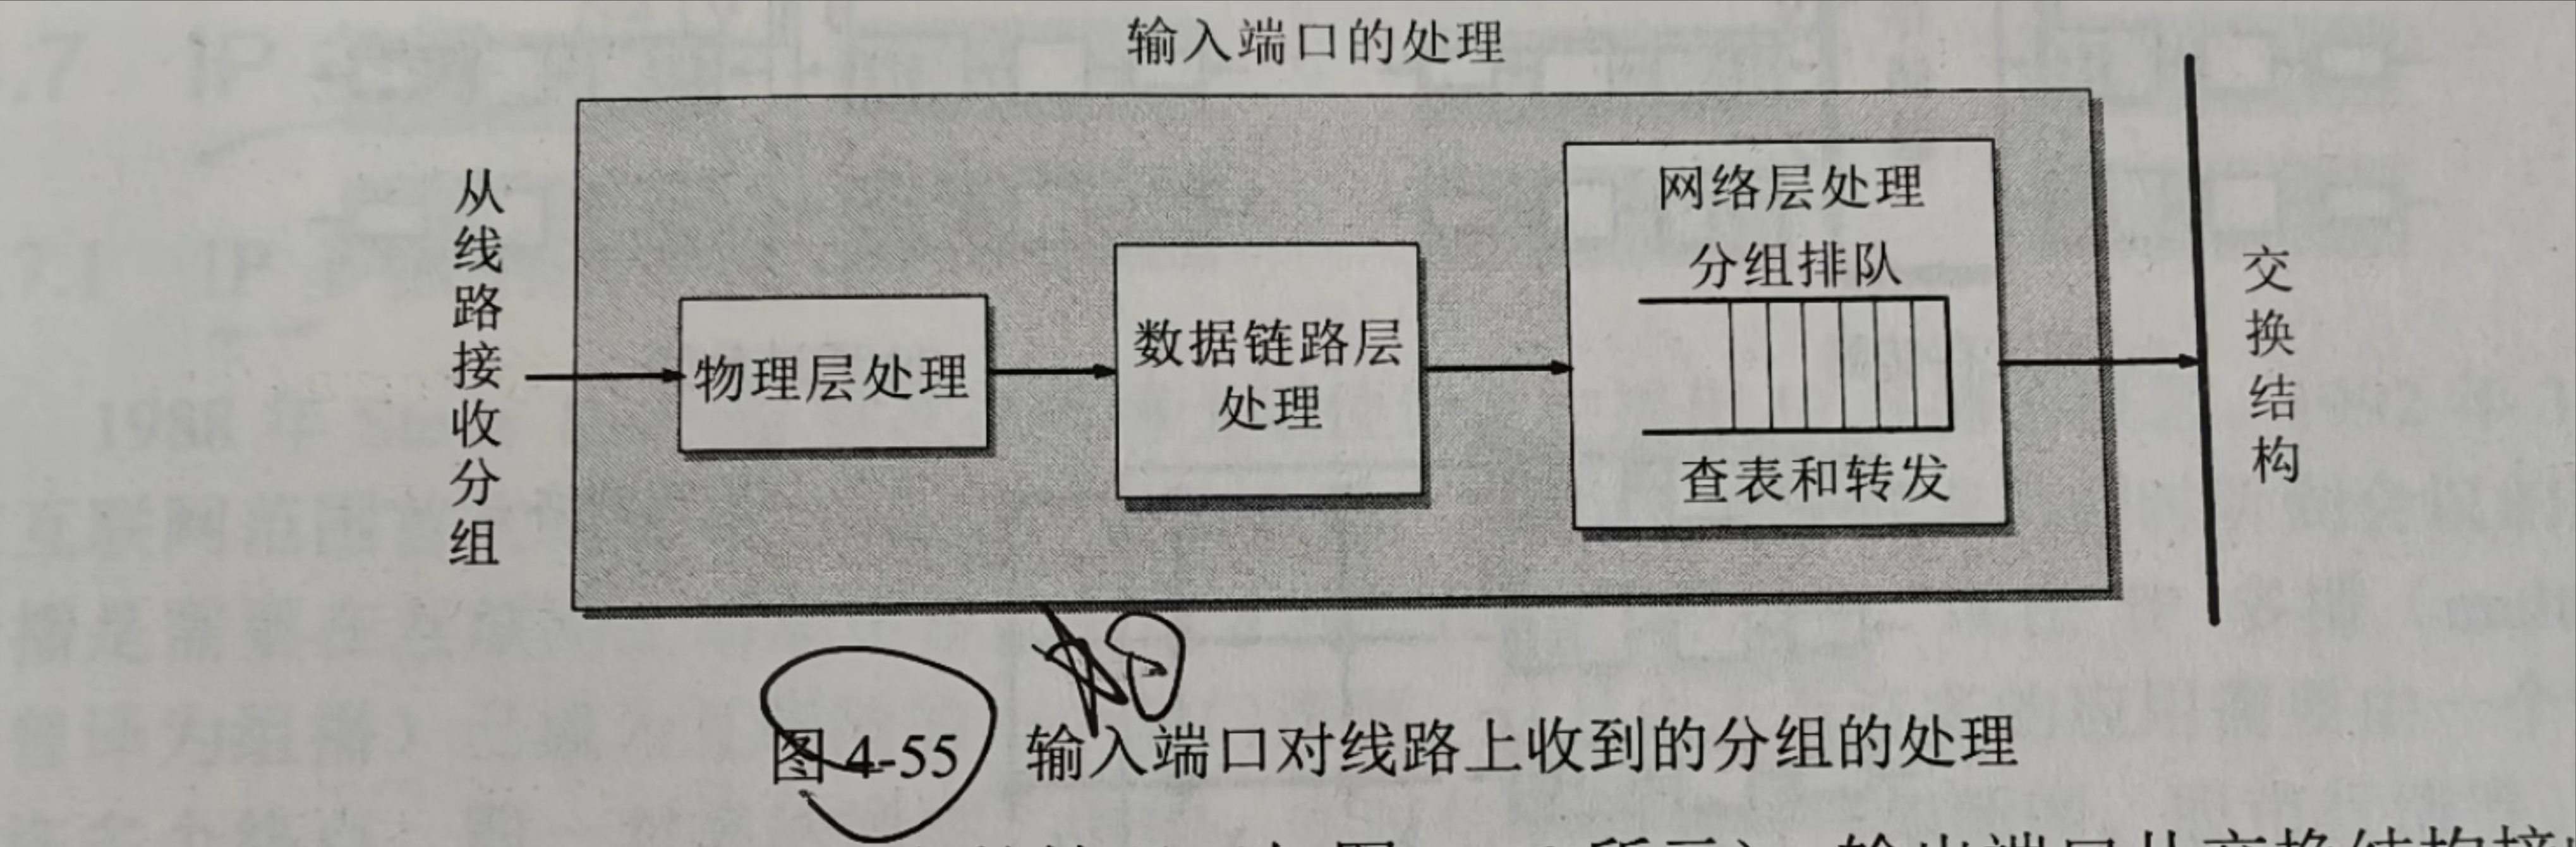 输入端口的处理
从线路接收分组
物理层处理
数据链路层
处理
网络层处理
分组排队
查表和转发
交换结构
图 4-55 输入端口对线路上收到的分组的处理